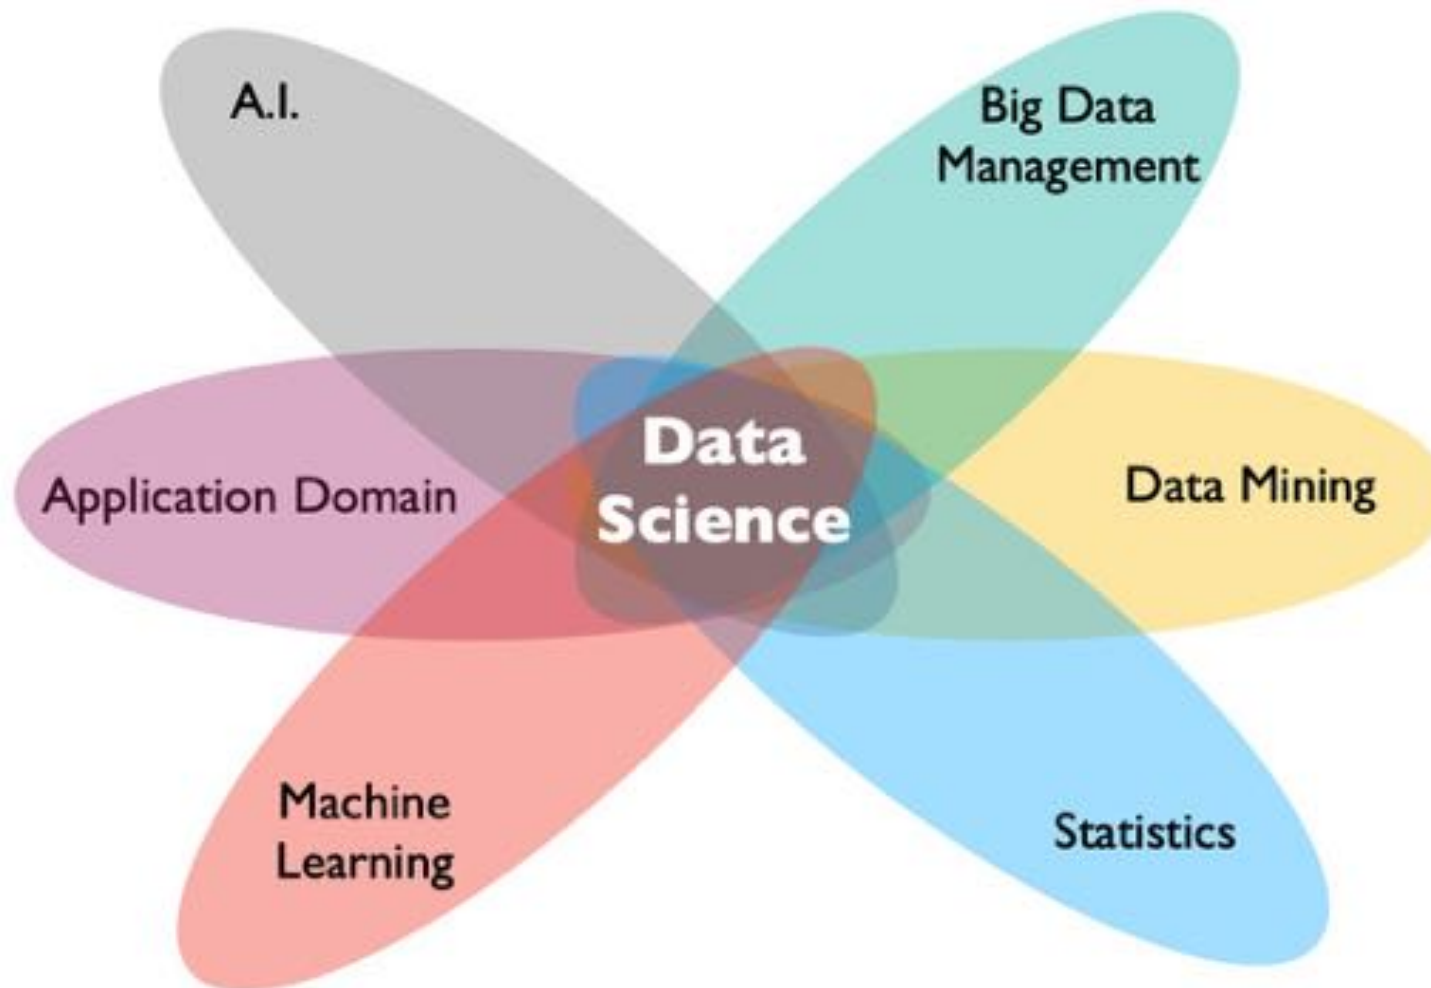 A.I.
Big Data
Management
Data
Science
Application Domain
Data Mining
Machine
Learning
Statistics